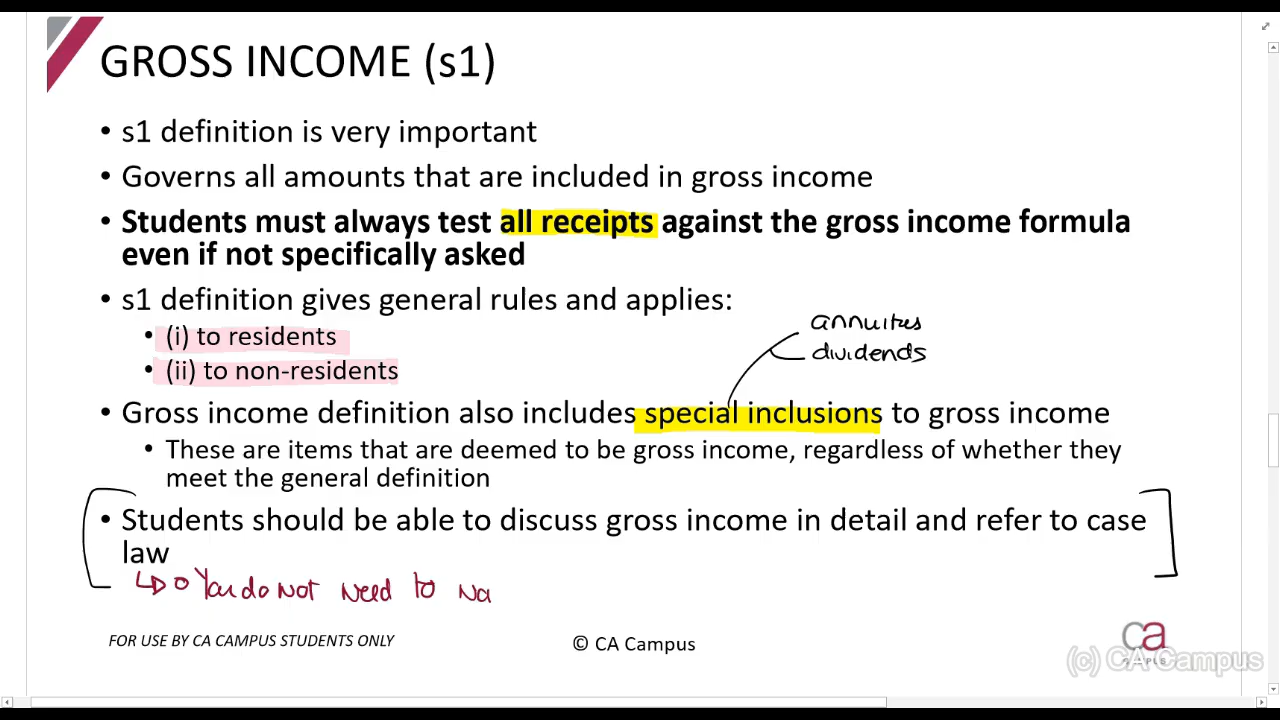 GROSS INCOME (s1)
• s1 definition is very important
• Governs all amounts that are included in gross income
• Students must always test all receipts against the gross income formula
even if not specifically asked
• s1 definition gives general rules and applies:
• (i) to residents
• (ii) to non-residents
annuites
dividends
• Gross income definition also includes special inclusions to gross income
• These are items that are deemed to be gross income, regardless of whether they
meet the general definition
• Students should be able to discuss gross income in detail and refer to case
law
You do not need to na
FOR USE BY CA CAMPUS STUDENTS ONLY
© CA Campus
ca
CAMPUS
(c) CA Campus